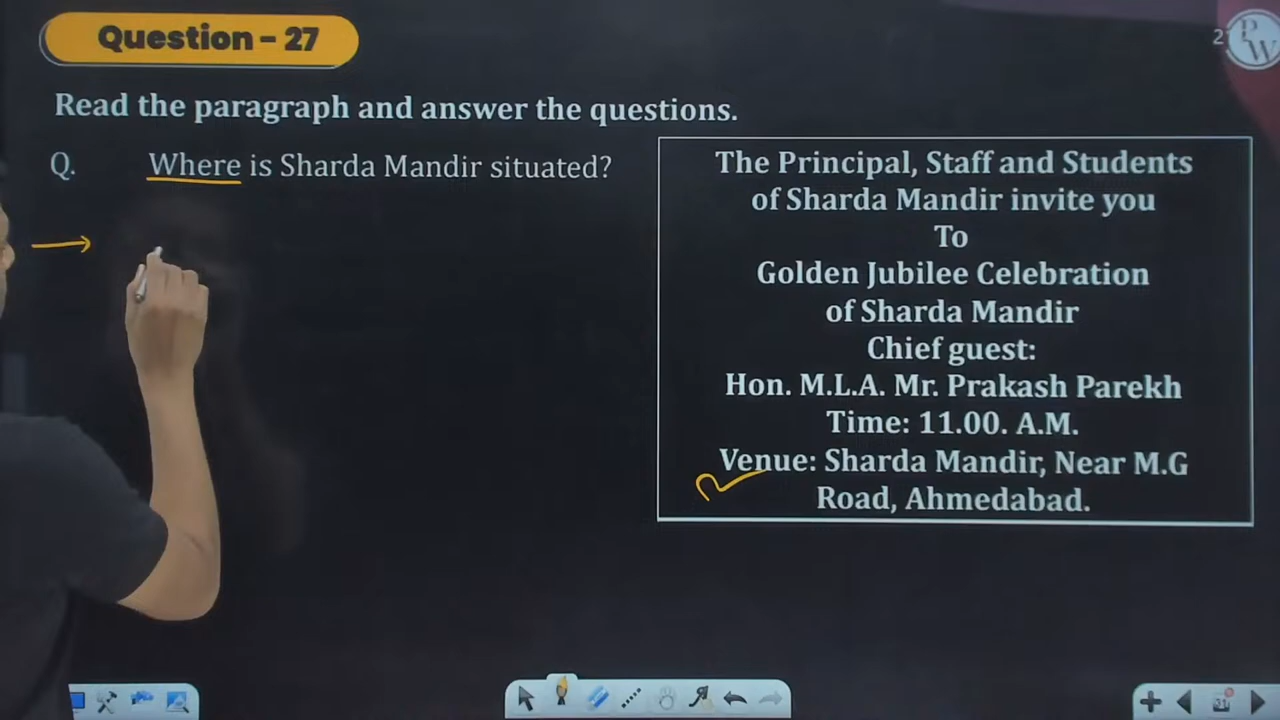 Question - 27
2
PW
Read the paragraph and answer the questions.
Q. Where is Sharda Mandir situated?
The Principal, Staff and Students
of Sharda Mandir invite you
To
Golden Jubilee Celebration
of Sharda Mandir
Chief guest:
Hon. M.L.A. Mr. Prakash Parekh
Time: 11.00. A.M.
Venue: Sharda Mandir, Near M.G
Road, Ahmedabad.